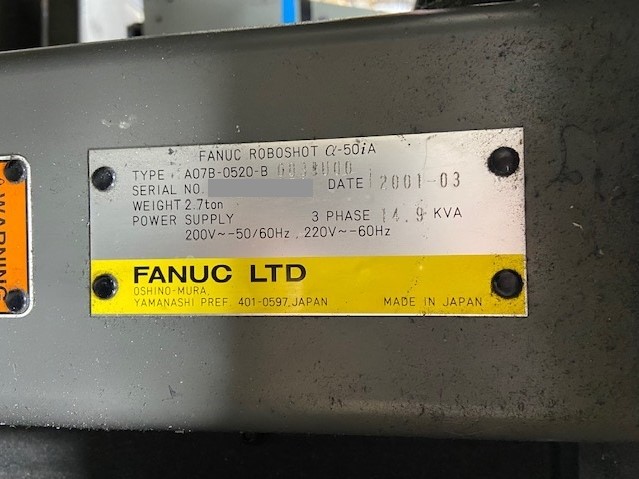 FANUC ROBOSHOT α-50iA
TYPE A07B-0520-B
SERIAL NO. DATE 2001-03
WEIGHT 2.7ton
POWER SUPPLY 3 PHASE 14.9 KVA
200V~-50/60Hz, 220V~-60Hz
FANUC LTD
OSHINO-MURA,
YAMANASHI PREF. 401-0597, JAPAN MADE IN JAPAN
WARNING